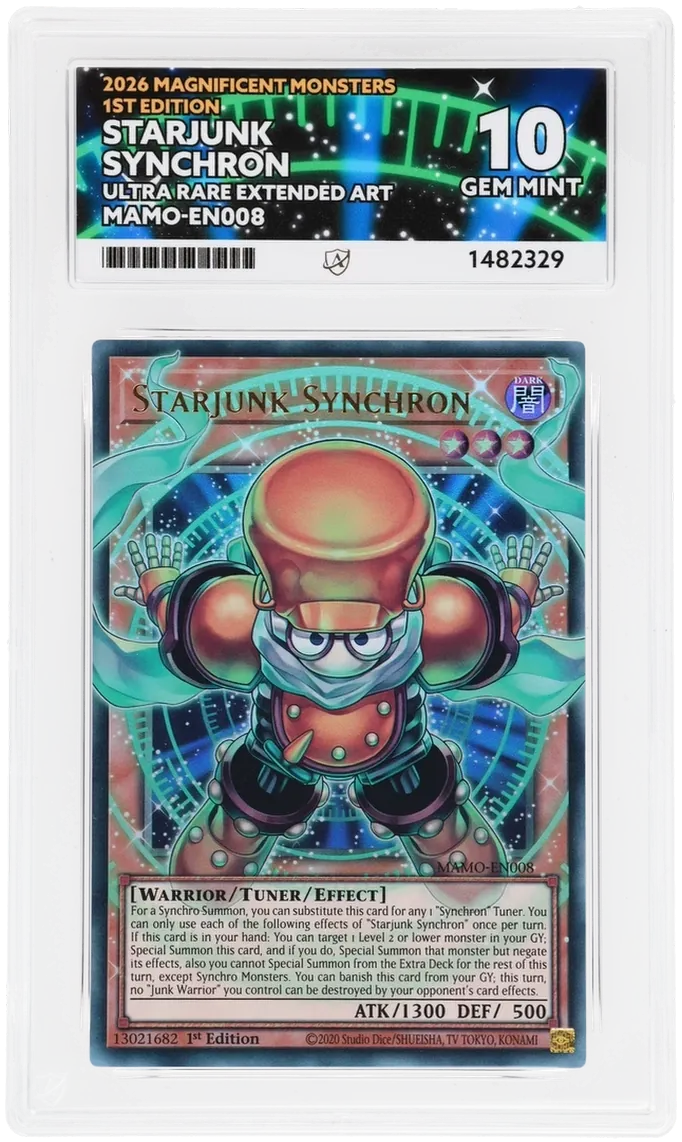 2026 MAGNIFICENT MONSTERS
1ST EDITION
STARJUNK
SYNCHRON
ULTRA RARE EXTENDED ART
MAMO-EN008
10
GEM MINT
1482329
STARJUNK SYNCHRON
DARK
闇
MAMO-EN008
[WARRIOR/TUNER/EFFECT]
For a Synchro Summon, you can substitute this card for any 1 "Synchron" Tuner. You
can only use each of the following effects of "Starjunk Synchron" once per turn.
If this card is in your hand: You can target 1 Level 2 or lower monster in your GY;
Special Summon this card, and if you do, Special Summon that monster but negate
its effects, also you cannot Special Summon from the Extra Deck for the rest of this
turn, except Synchro Monsters. You can banish this card from your GY; this turn,
no "Junk Warrior" you control can be destroyed by your opponent's card effects.
ATK/1300 DEF/ 500
13021682 1st Edition
©2020 Studio Dice/SHUEISHA, TV TOKYO, KONAMI